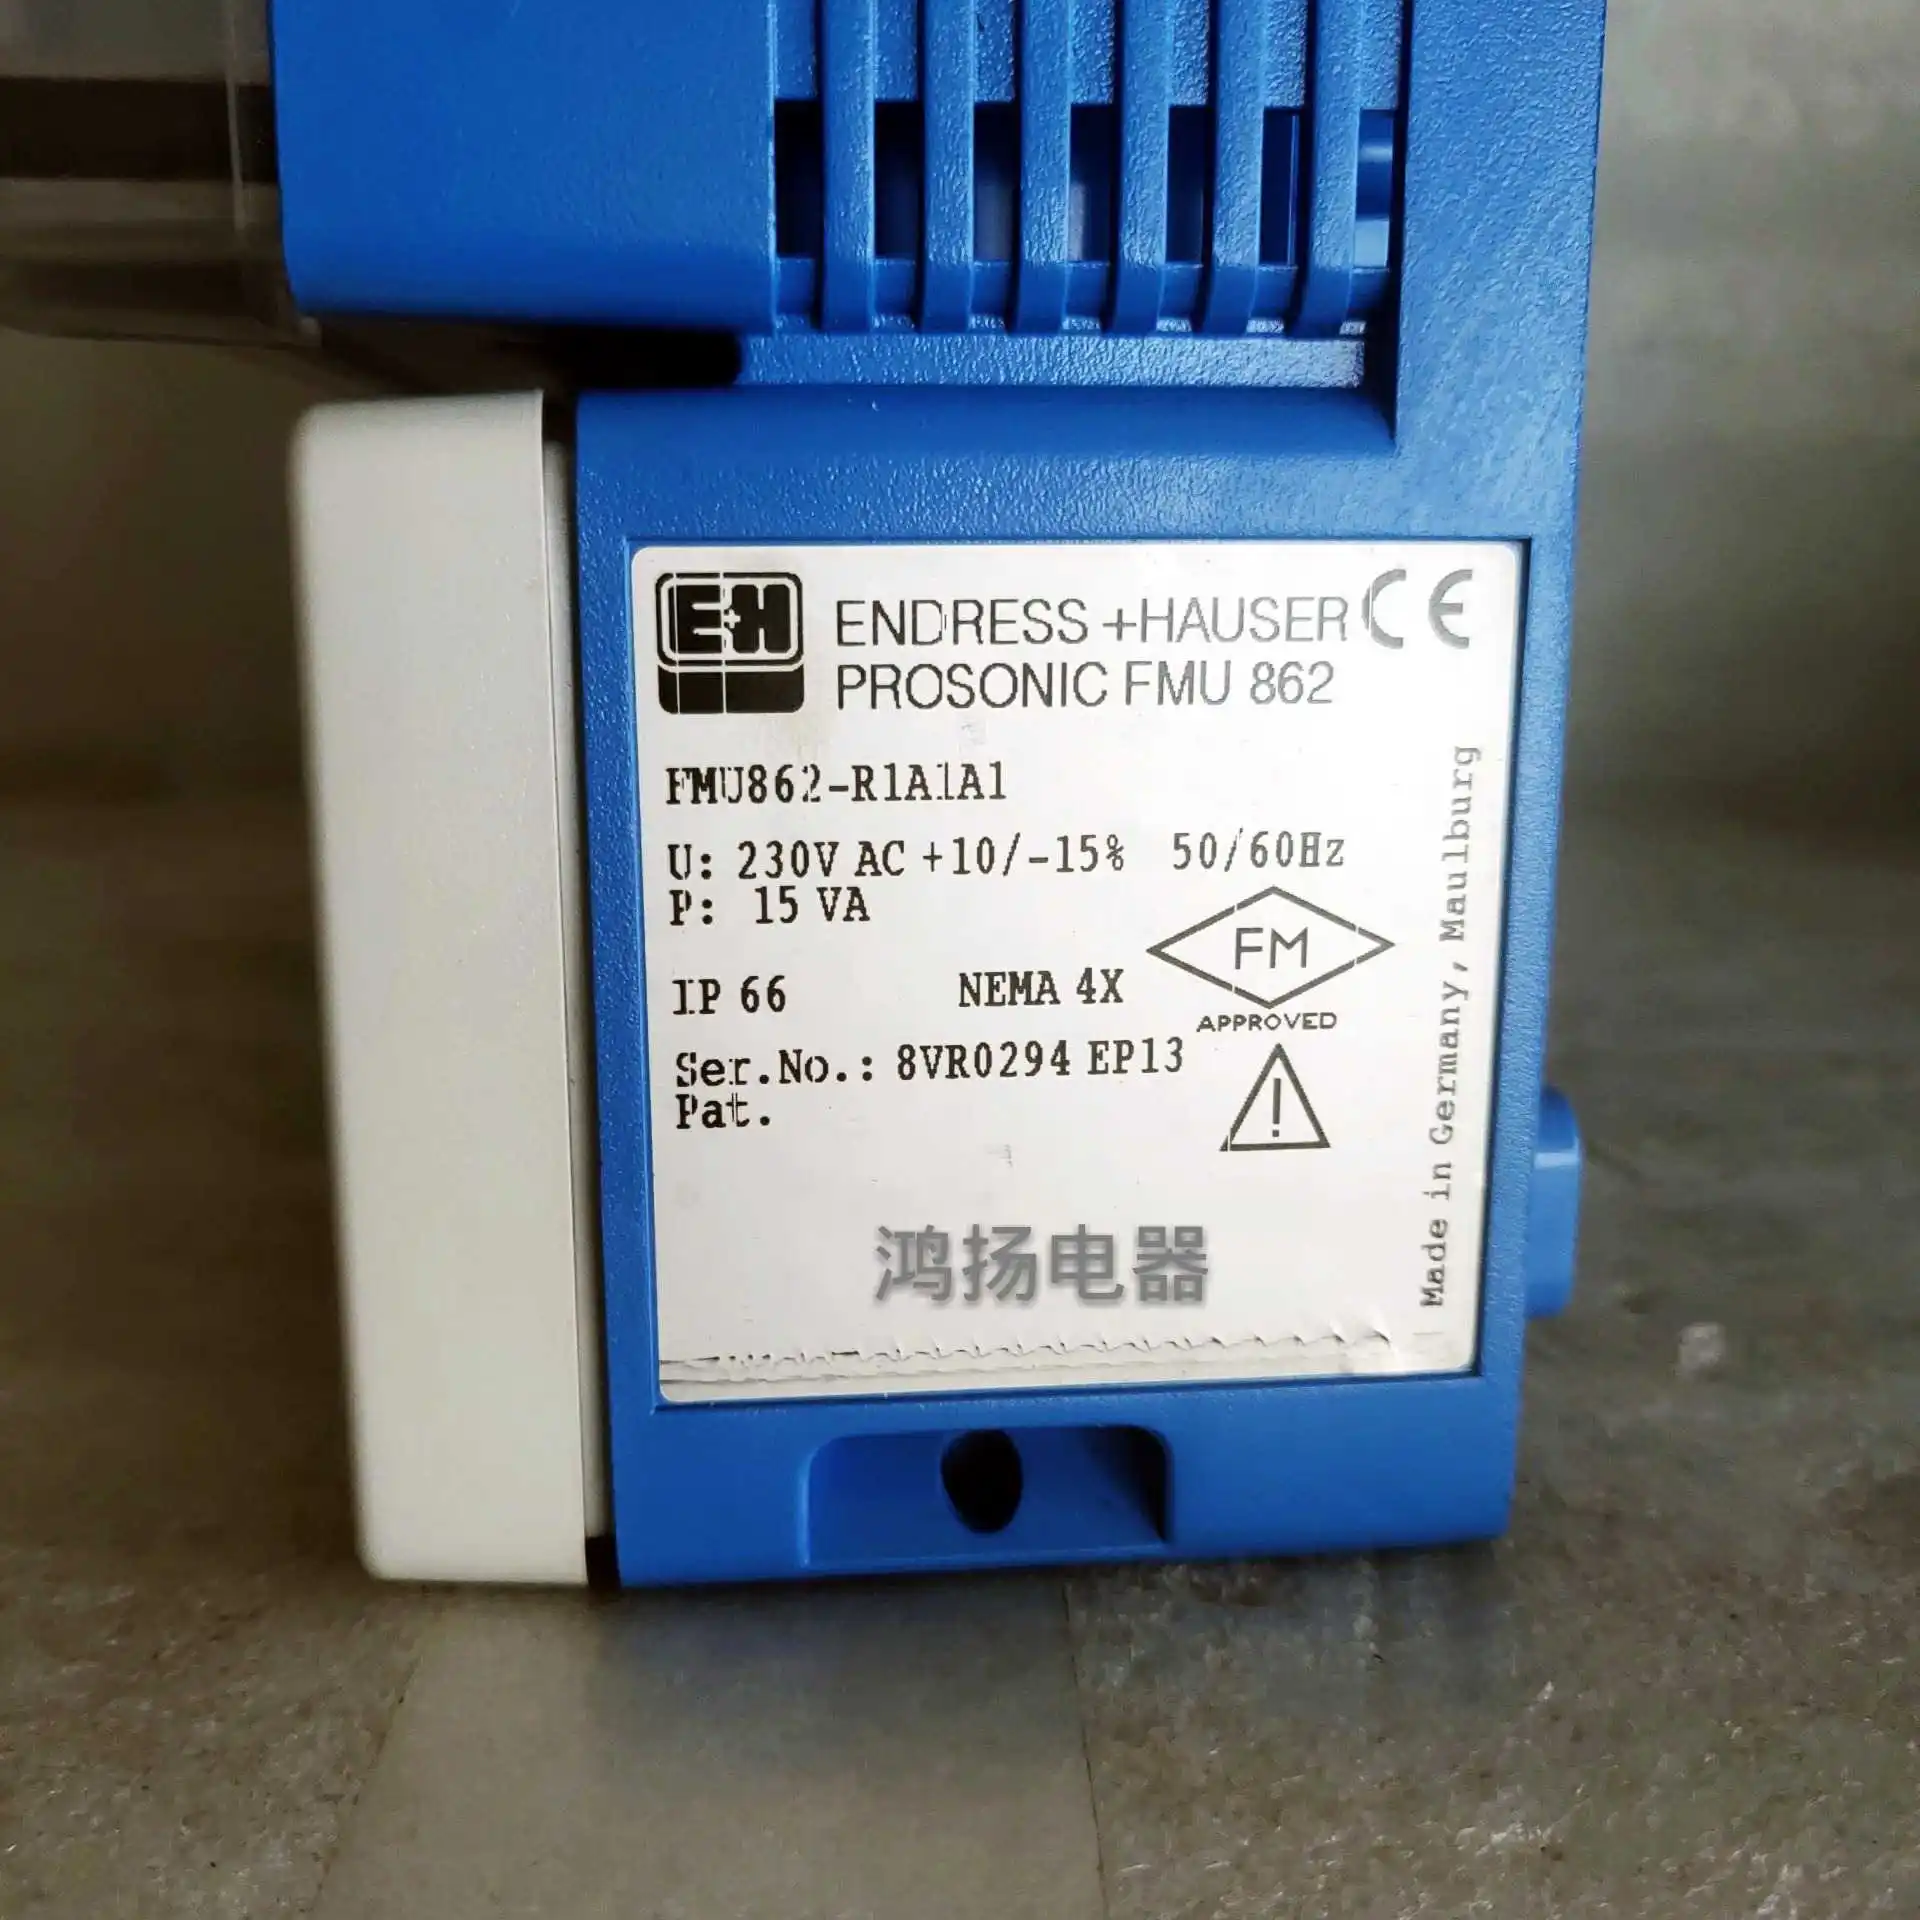 E+H
ENDRESS +HAUSER CE
PROSONIC FMU 862
FMU862-R1A1A1
U: 230V AC +10/-15% 50/60Hz
P: 15 VA
FM
APPROVED
IP 66 NEMA 4X
Ser.No.: 8VR0294 EP13
Pat.
!
Made in Germany, Maulburg
鸿扬电器